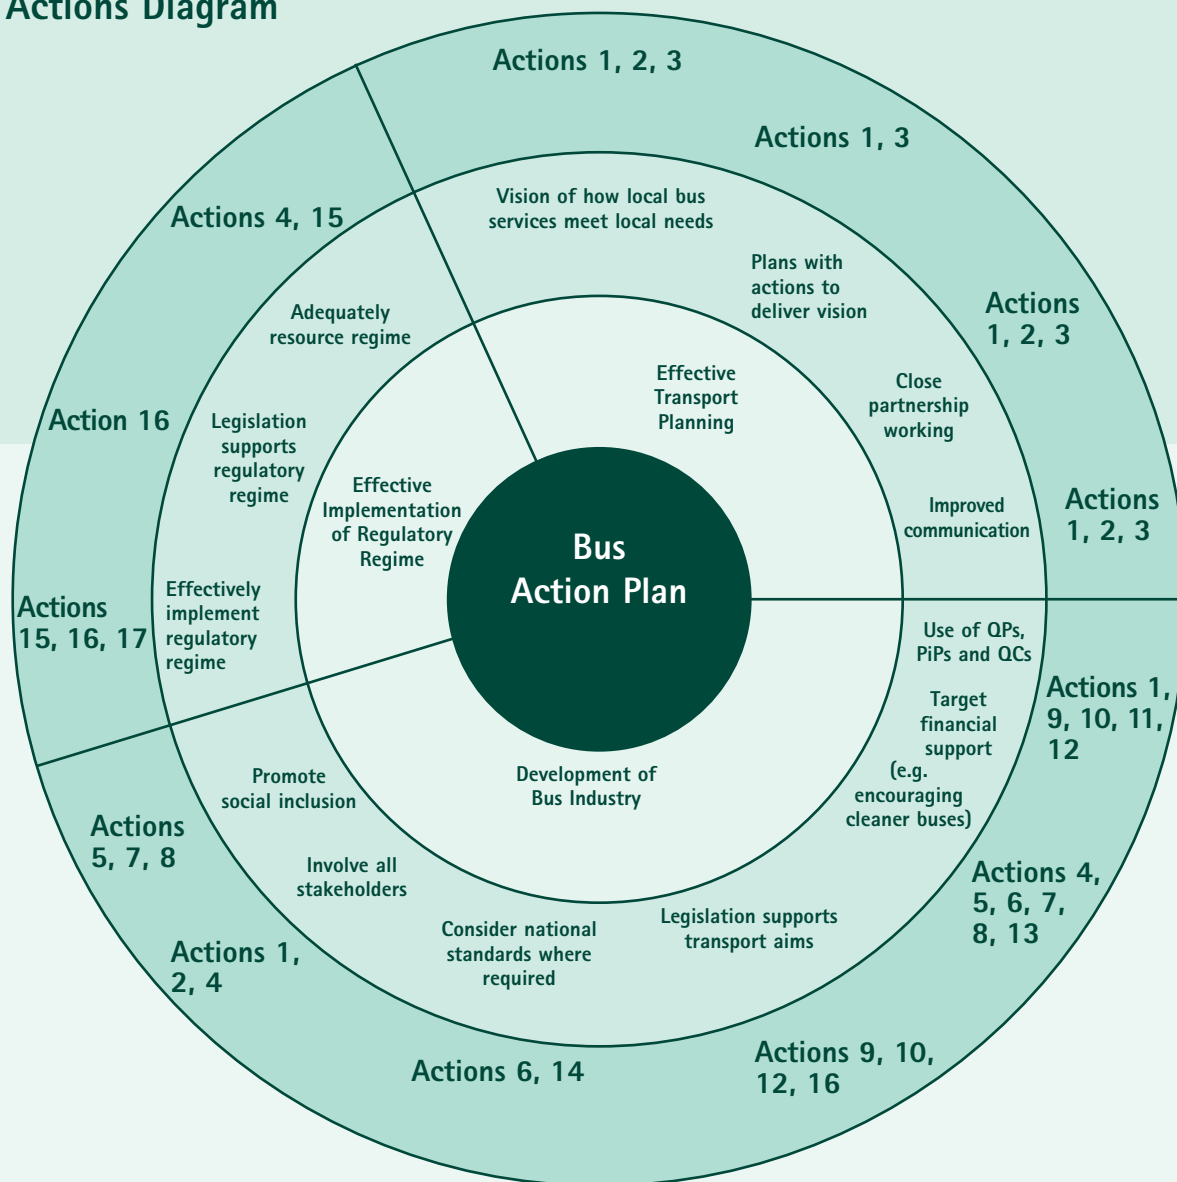 Actions Diagram
Actions 1, 2, 3
Actions 1, 3
Actions
1, 2, 3
Actions
1, 2, 3
Vision of how local bus
services meet local needs
Plans with
actions to
deliver vision
Close
partnership
working
Improved
communication
Effective
Transport
Planning
Actions 4, 15
Action 16
Actions
15, 16, 17
Adequately
resource regime
Legislation
supports
regulatory
regime
Effectively
implement
regulatory
regime
Effective
Implementation
of Regulatory
Regime
Bus
Action Plan
Development of
Bus Industry
Use of QPs,
PiPs and QCs
Target
financial
support
(e.g.
encouraging
cleaner buses)
Legislation supports
transport aims
Consider national
standards where
required
Involve all
stakeholders
Promote
social inclusion
Actions 1,
9, 10, 11,
12
Actions 4,
5, 6, 7,
8, 13
Actions 9, 10,
12, 16
Actions 6, 14
Actions 1,
2, 4
Actions
5, 7, 8